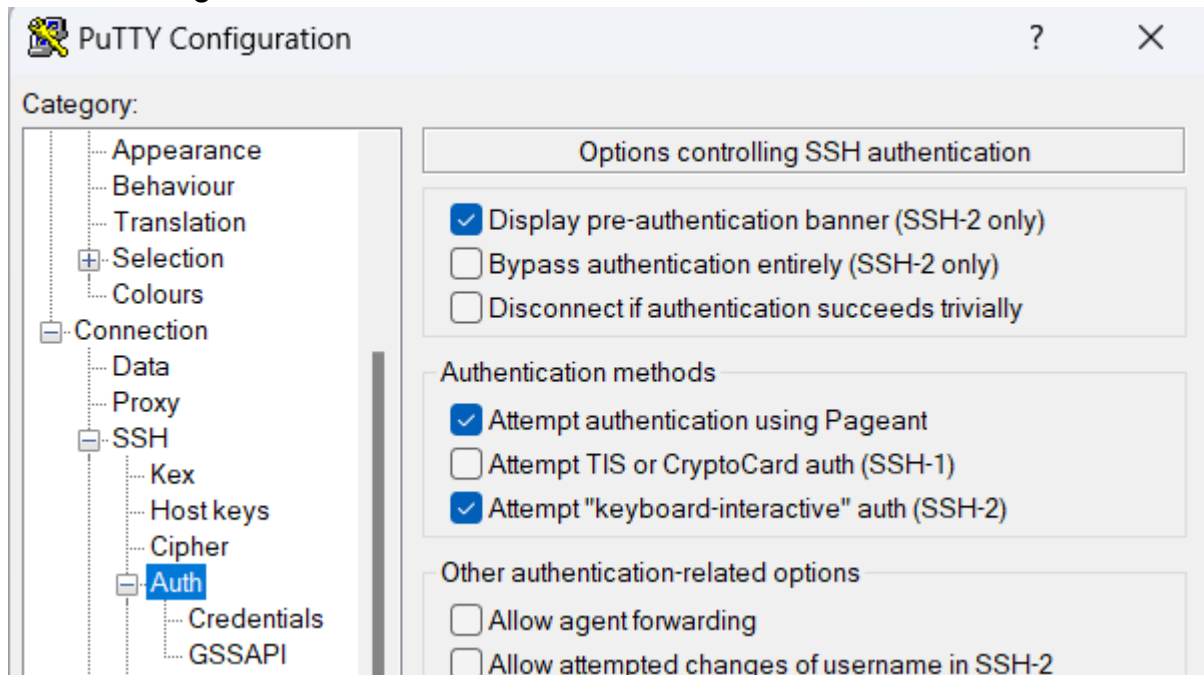 PuTTY Configuration
?
Category:
Appearance
Behaviour
Translation
Selection
Colours
Connection
Data
Proxy
SSH
Kex
Host keys
Cipher
Auth
Credentials
GSSAPI
Options controlling SSH authentication
Display pre-authentication banner (SSH-2 only)
Bypass authentication entirely (SSH-2 only)
Disconnect if authentication succeeds trivially
Authentication methods
Attempt authentication using Pageant
Attempt TIS or CryptoCard auth (SSH-1)
Attempt "keyboard-interactive" auth (SSH-2)
Other authentication-related options
Allow agent forwarding
Allow attempted changes of username in SSH-2